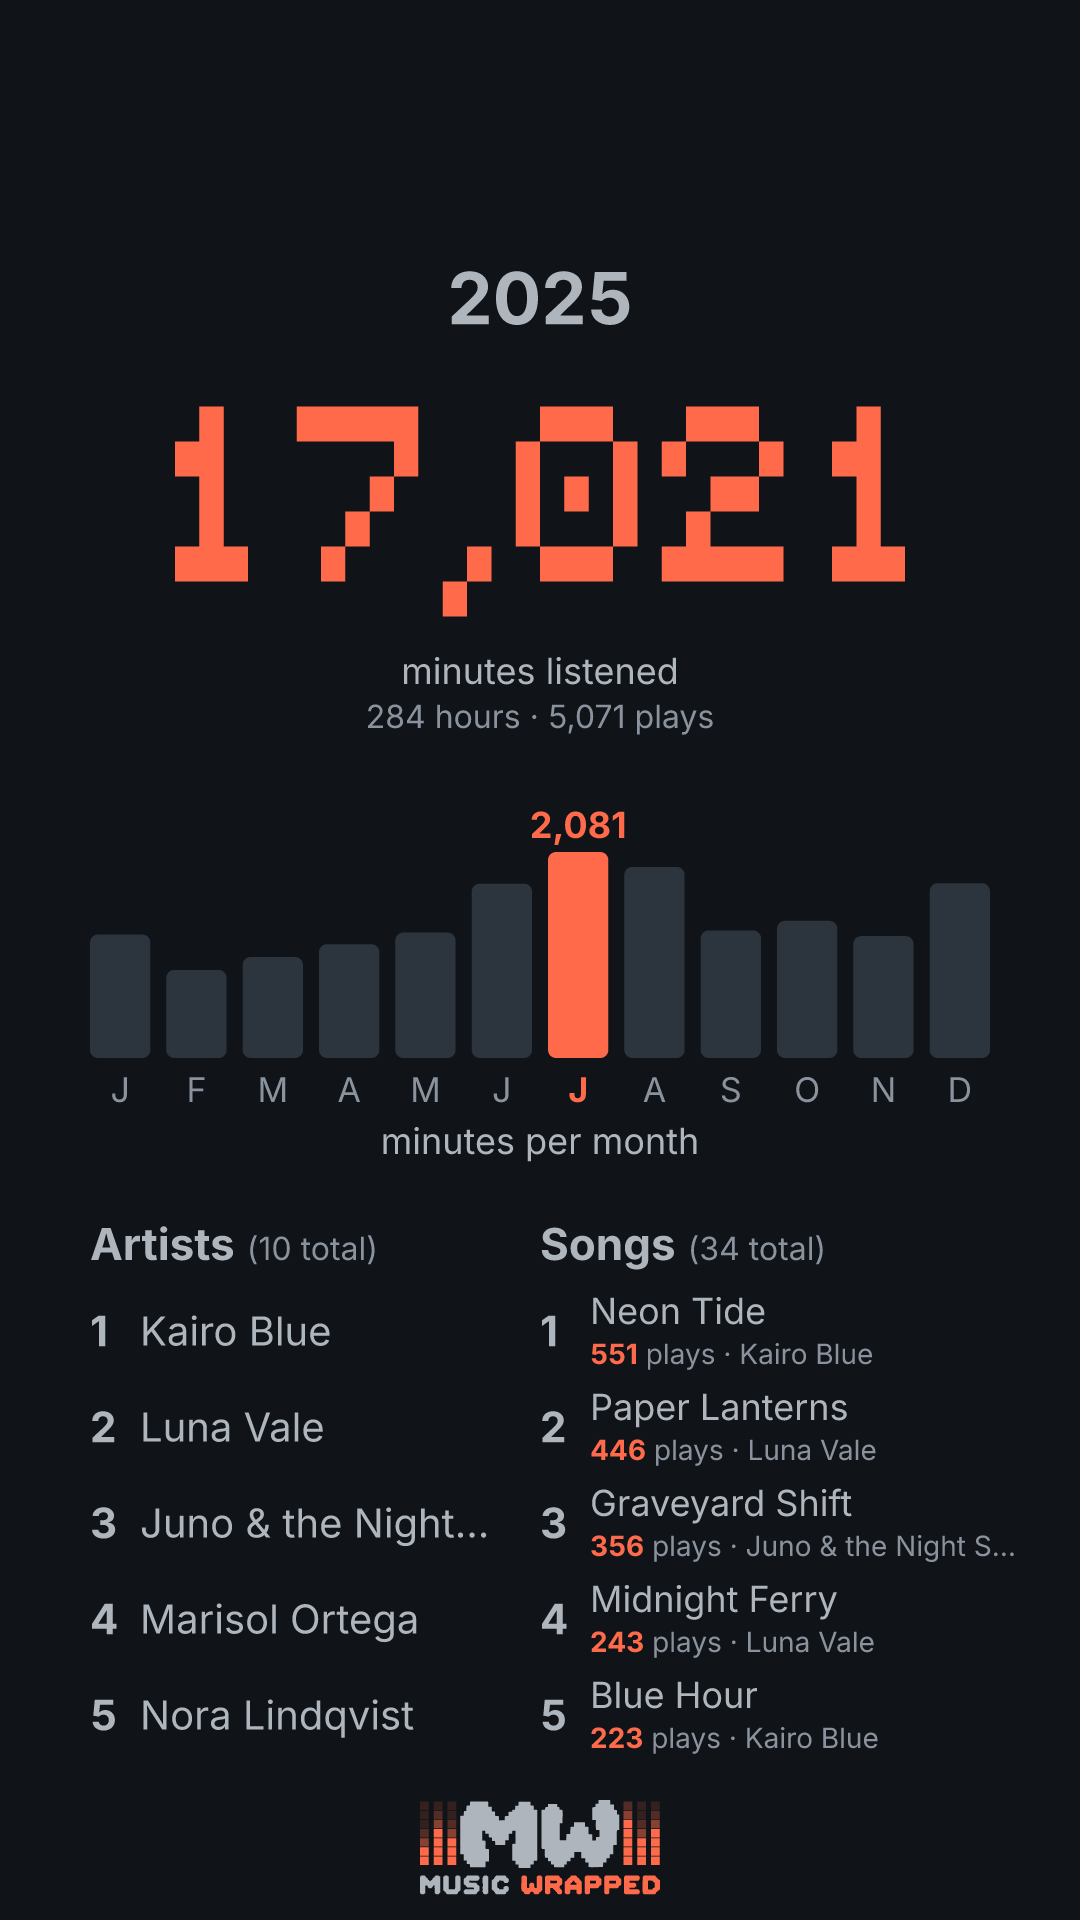 2025
17,021
minutes listened
284 hours · 5,071 plays
2,081
J F M A M J J A S O N D
minutes per month
Artists (10 total)
1 Kairo Blue
2 Luna Vale
3 Juno & the Night...
4 Marisol Ortega
5 Nora Lindqvist
Songs (34 total)
1 Neon Tide
551 plays · Kairo Blue
2 Paper Lanterns
446 plays · Luna Vale
3 Graveyard Shift
356 plays · Juno & the Night S...
4 Midnight Ferry
243 plays · Luna Vale
5 Blue Hour
223 plays · Kairo Blue
MW
MUSIC WRAPPED